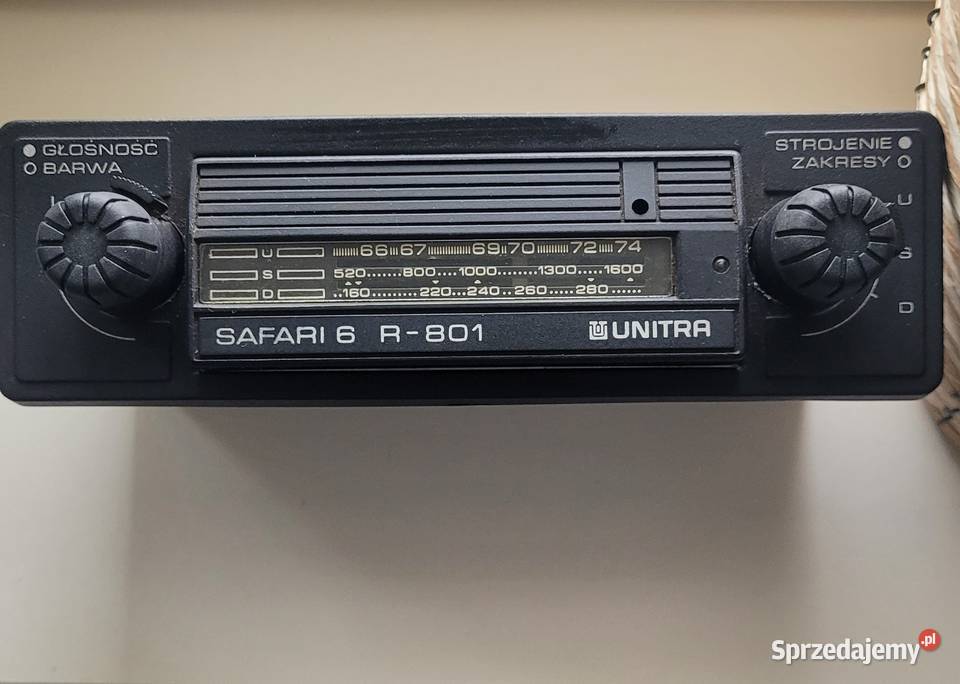 GŁOŚNOŚĆ
BARWA
STROJENIE
ZAKRESY
U
S
D
U 66 67 69 70 72 74
S 520 800 1000 1300 1600
D 160 220 240 260 280
SAFARI 6 R-801
UNITRA
Sprzedajemy.pl